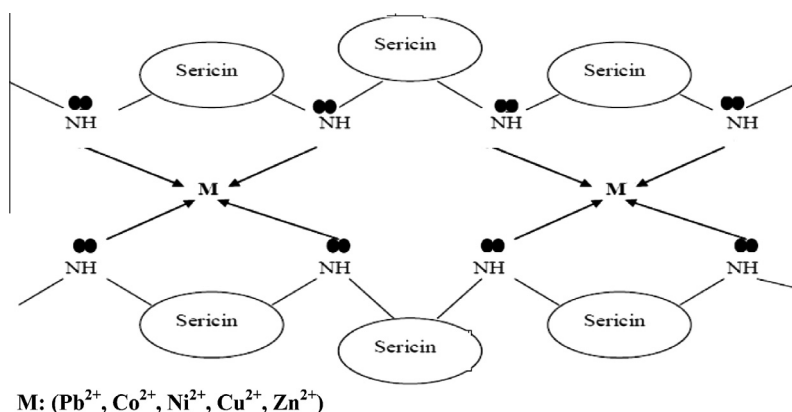 Sericin
Sericin
Sericin
NH
NH
NH
NH
M
M
NH
NH
NH
NH
Sericin
Sericin
Sericin
M: (Pb²⁺, Co²⁺, Ni²⁺, Cu²⁺, Zn²⁺)